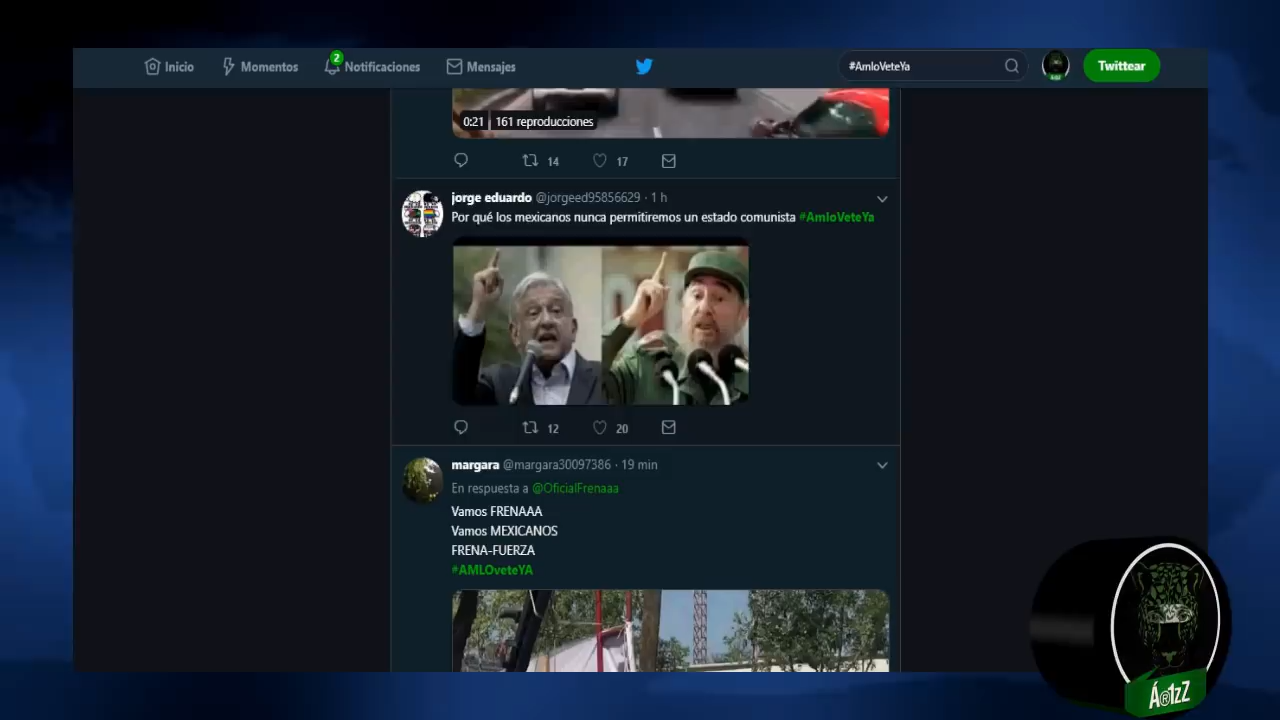 Inicio
Momentos
2
Notificaciones
Mensajes
#AmloVeteYa
Twittear
0:21 | 161 reproducciones
14
17
jorge eduardo @jorgeed95856629 · 1 h
Por qué los mexicanos nunca permitiremos un estado comunista #AmloVeteYa
12
20
margara @margara30097386 · 19 min
En respuesta a @OficialFrenaaa
Vamos FRENAAA
Vamos MEXICANOS
FRENA-FUERZA
#AMLOveteYA
Á®1zZ